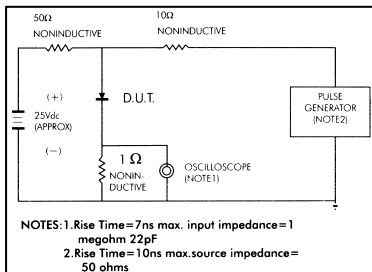 50Ω
NONINDUCTIVE
10Ω
NONINDUCTIVE
(+)
25Vdc
(APPROX)
(−)
D.U.T.
PULSE
GENERATOR
(NOTE2)
1Ω
NONIN-
DUCTIVE
OSCILLOSCOPE
(NOTE1)
NOTES:1.Rise Time=7ns max. input impedance=1
megohm 22pF
2.Rise Time=10ns max.source impedance=
50 ohms